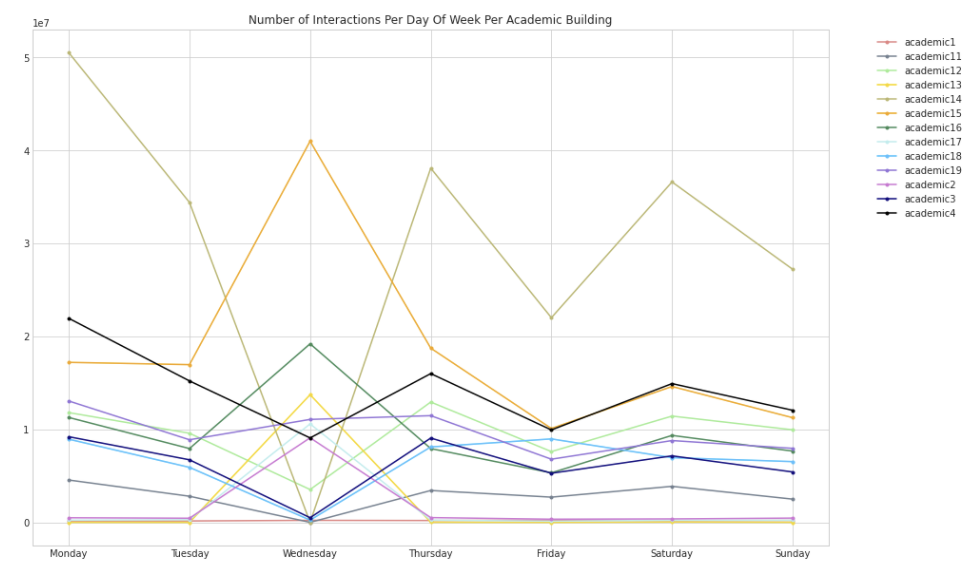 Number of Interactions Per Day Of Week Per Academic Building
1e7
5
4
3
2
1
0
Monday Tuesday Wednesday Thursday Friday Saturday Sunday
academic1
academic11
academic12
academic13
academic14
academic15
academic16
academic17
academic18
academic19
academic2
academic3
academic4